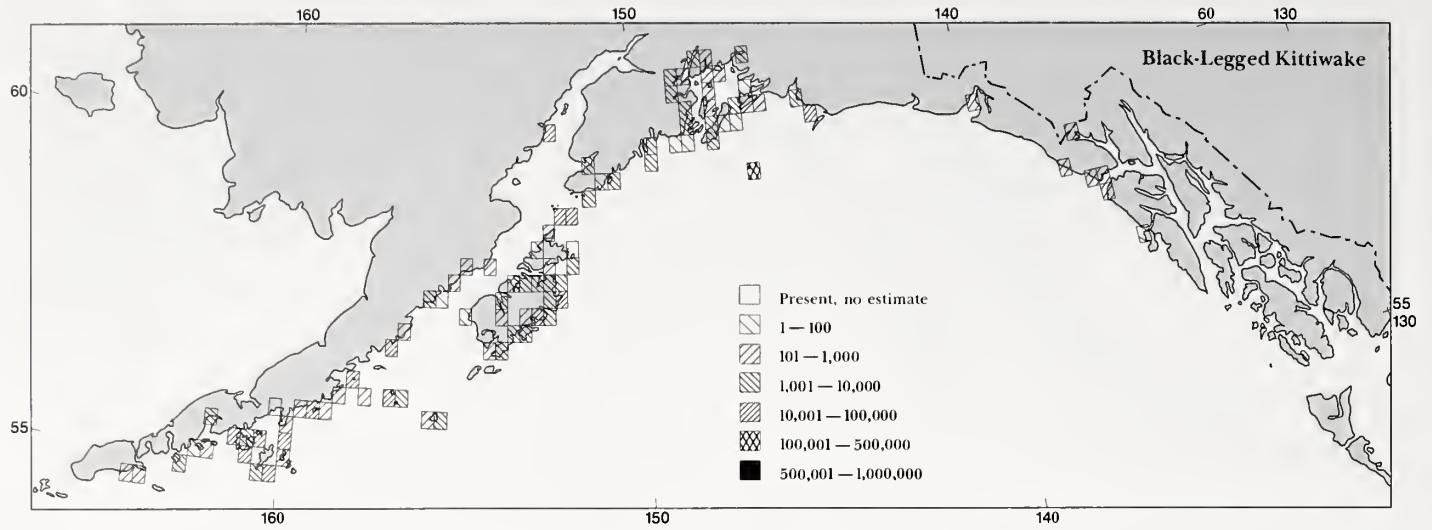 160 150 140 60 130
Black-Legged Kittiwake
60
Present, no estimate
1 — 100
55
130
101 — 1,000
1,001 — 10,000
10,001 — 100,000
55
100,001 — 500,000
500,001 — 1,000,000
160 150 140